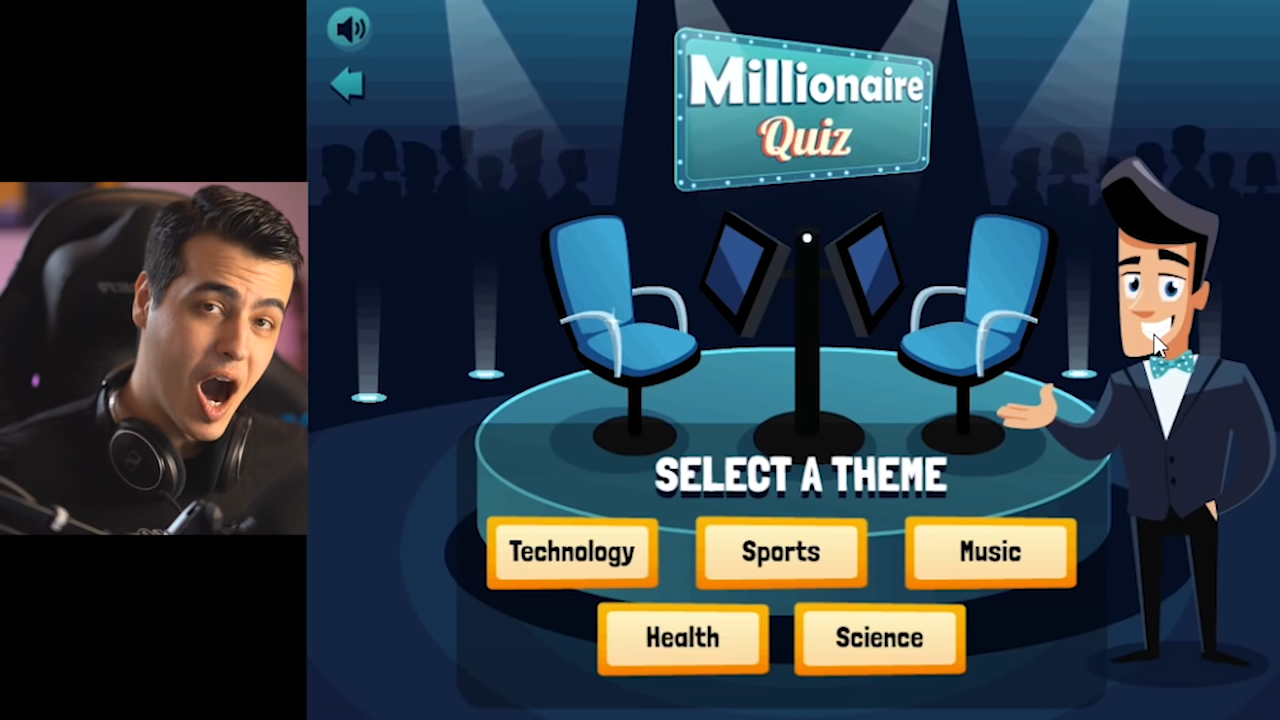 Millionaire
Quiz
SELECT A THEME
Technology
Sports
Music
Health
Science